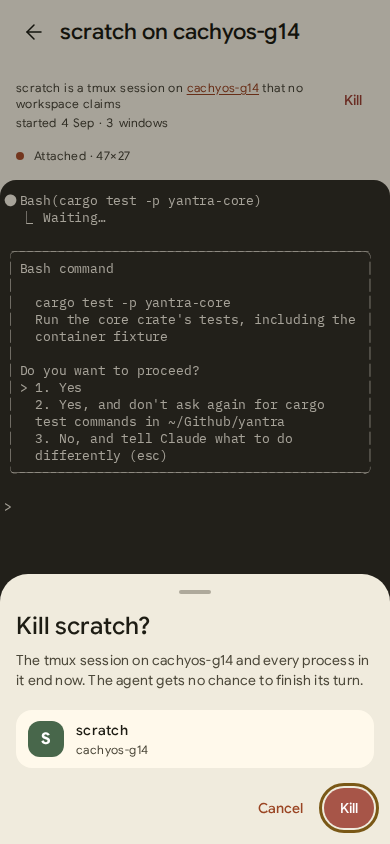 scratch on cachyos-g14
scratch is a tmux session on cachyos-g14 that no
workspace claims
started 4 Sep · 3 windows
Kill
Attached · 47×27
Bash(cargo test -p yantra-core)
Waiting…
Bash command
cargo test -p yantra-core
Run the core crate's tests, including the
container fixture
Do you want to proceed?
> 1. Yes
2. Yes, and don't ask again for cargo
test commands in ~/Github/yantra
3. No, and tell Claude what to do
differently (esc)
>
Kill scratch?
The tmux session on cachyos-g14 and every process in
it end now. The agent gets no chance to finish its turn.
S
scratch
cachyos-g14
Cancel
Kill